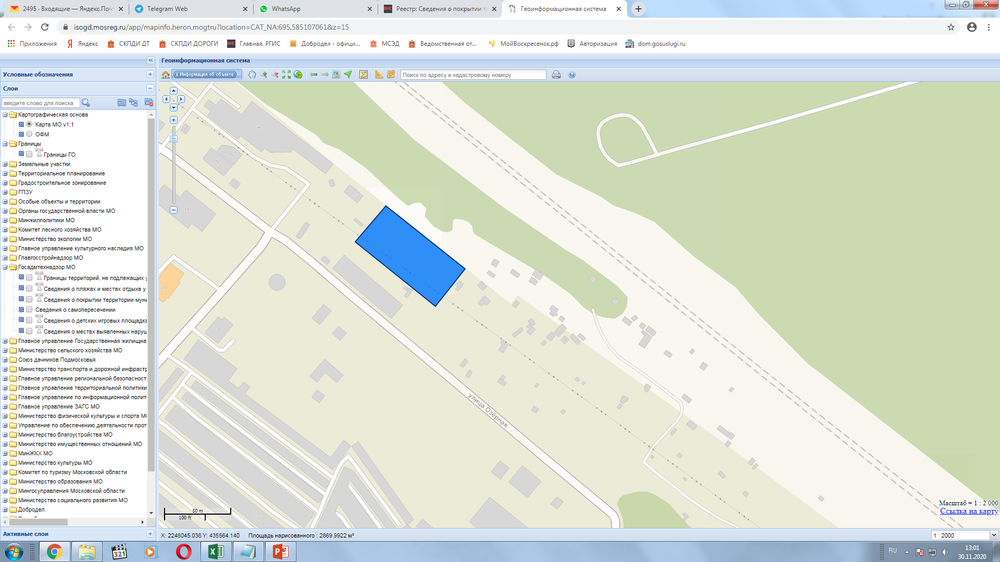 2495 · Входящие — Яндекс.Поч
Telegram Web
WhatsApp
Реестр: Сведения о покрытии т
Геоинформационная система
isogd.mosreg.ru/app/mapinfo.heron.mogtru?location=CAT_NA:695,585107061&z=15
Приложения
Яндекс
СКПДИ ДТ
СКПДИ ДОРОГИ
Главная. РГИС
Добродел - офици...
МСЭД
Ведомственная от...
МойВоскресенск.рф
Авторизация
dom.gosuslugi.ru
Геоинформационная система
Условные обозначения
Информация об объекте
Поиск по адресу и кадастровому номеру
Слои
введите слово для поиска
Картографическая основа
Карта МО v1.1
ОФМ
Границы
Границы ГО
Земельные участки
Территориальное планирование
Градостроительное зонирование
ГПЗУ
Особые объекты и территории
Органы государственной власти МО
Минжилполитики МО
Комитет лесного хозяйства МО
Министерство экологии МО
Главное управление культурного наследия МО
Главгосстройнадзор МО
Госадмтехнадзор МО
Границы территорий, не подлежащих у
Сведения о пляжах и местах отдыха у
Сведения о покрытии территории муни
Сведения о самопересечении
Сведения о детских игровых площадка
Сведения о местах выявленных наруш
Главное управление Государственная жилищная
Министерство сельского хозяйства МО
Союз дачников Подмосковья
Министерство транспорта и дорожной инфрастр
Главное управление региональной безопасност
Главное управление территориальной политики
Главное управление по информационной полит
Главное управление ЗАГС МО
Министерство физической культуры и спорта МО
Управление по обеспечению деятельности прот
Министерство благоустройства МО
Министерство имущественных отношений МО
МинЖКХ МО
Министерство культуры МО
Комитет по туризму Московской области
Министерство образования МО
Мингосуправления Московской области
Министерство социального развития МО
Добродел
Активные слои
1Ж
1А
2А
4
улица Озёрная
50 m
100 ft
Масштаб = 1 : 2 000
Ссылка на карту
X: 2248045.038 Y: 435564.140
Площадь нарисованного : 2869.9922 м²
1 : 2000
RU
13:01
30.11.2020